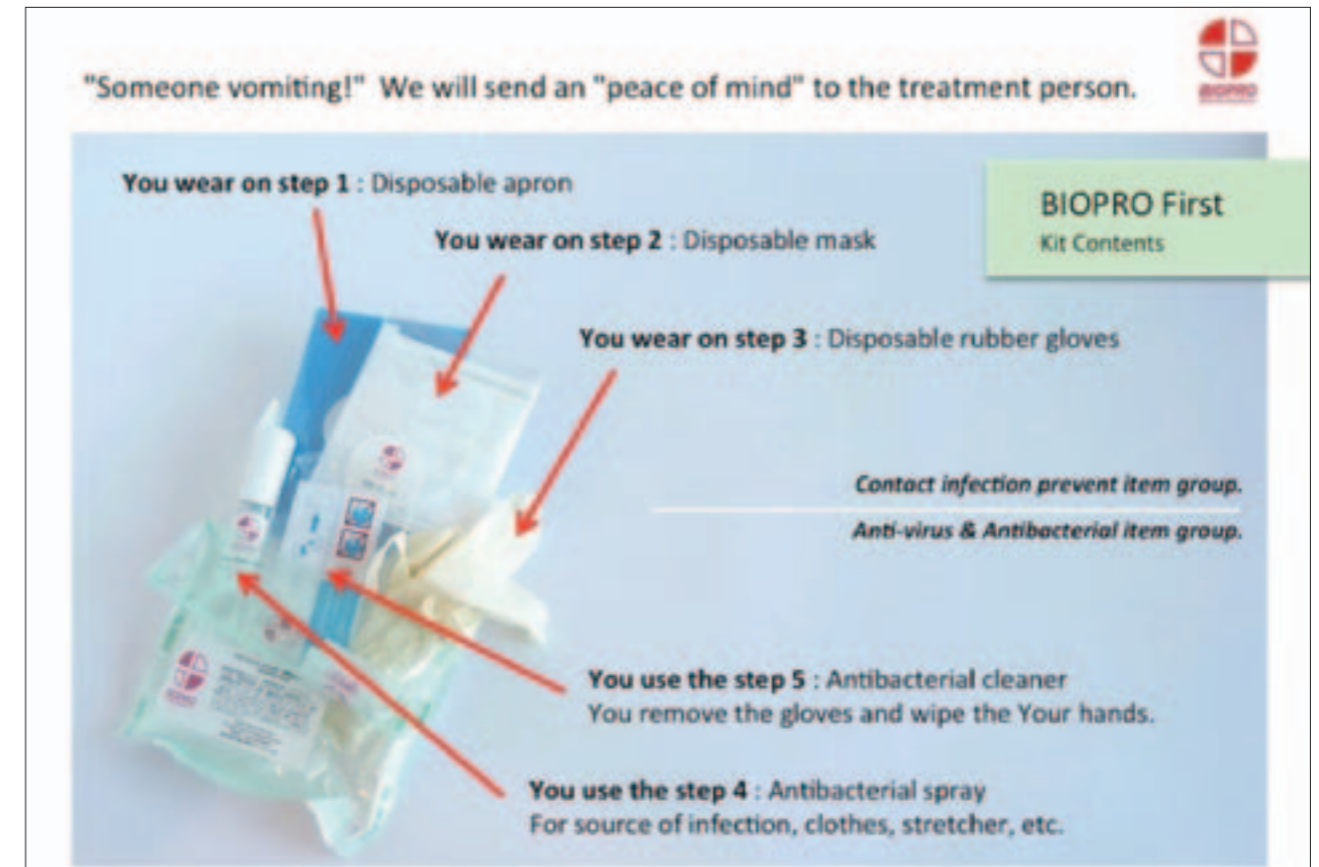 "Someone vomiting!" We will send an "peace of mind" to the treatment person.
BIOPRO
You wear on step 1 : Disposable apron
BIOPRO First
Kit Contents
You wear on step 2 : Disposable mask
You wear on step 3 : Disposable rubber gloves
Contact infection prevent item group.
Anti-virus & Antibacterial item group.
You use the step 5 : Antibacterial cleaner
You remove the gloves and wipe the Your hands.
BIOPRO
You use the step 4 : Antibacterial spray
For source of infection, clothes, stretcher, etc.